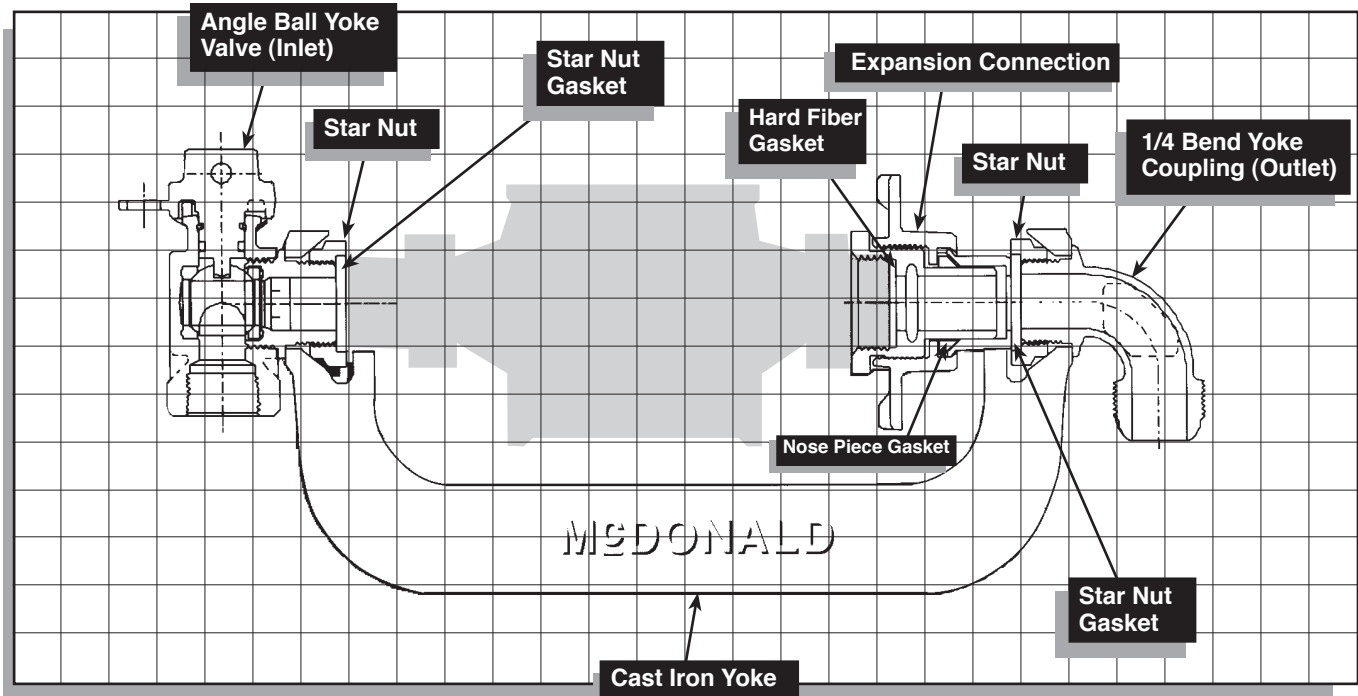 Angle Ball Yoke
Valve (Inlet)
Star Nut
Gasket
Star Nut
Expansion Connection
Hard Fiber
Gasket
Star Nut
1/4 Bend Yoke
Coupling (Outlet)
Nose Piece Gasket
McDONALD
Star Nut
Gasket
Cast Iron Yoke